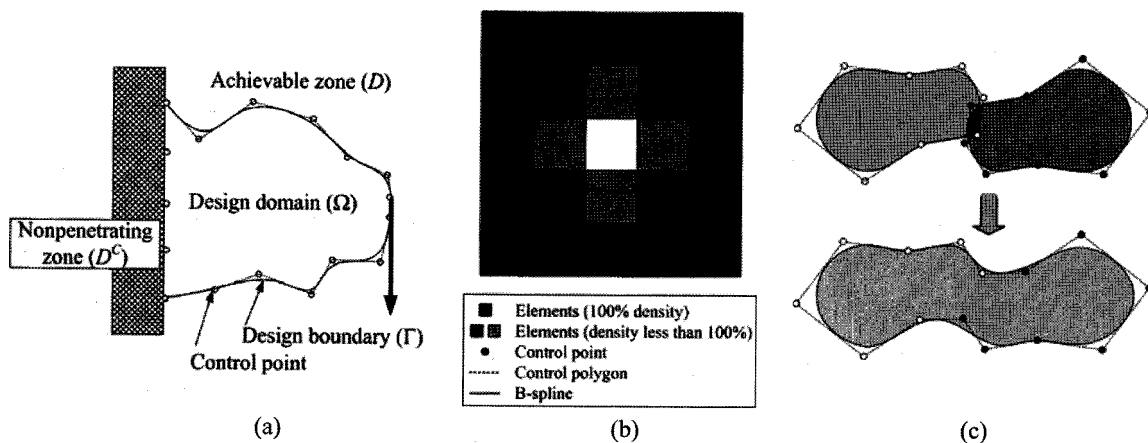 Achievable zone (D)
Design domain (Ω)
Nonpenetrating
zone (D^C)
Design boundary (Γ)
Control point
(a)
Elements (100% density)
Elements (density less than 100%)
Control point
Control polygon
B-spline
(b)
(c)